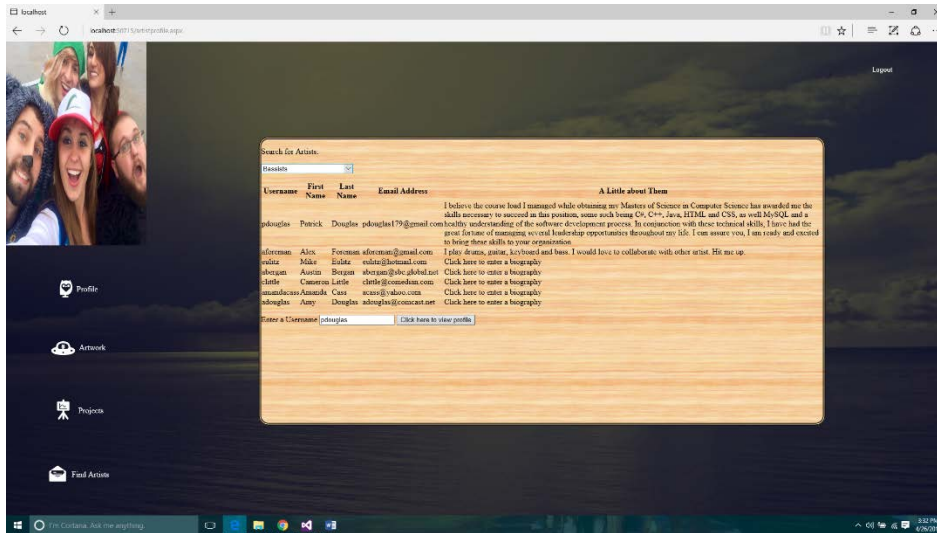 localhost
localhost:50715/artistprofile.aspx
Logout
Search for Artists:
Bassists
Username First Name Last Name Email Address A Little about Them
pdouglas Patrick Douglas pdouglas179@gmail.com I believe the course load I managed while obtaining my Masters of Science in Computer Science has awarded me the
skills necessary to succeed in this position, some such being C#, C++, Java, HTML and CSS, as well MySQL and a
healthy understanding of the software development process. In conjunction with these technical skills, I have had the
great fortune of managing several leadership opportunities throughout my life. I can assure you, I am ready and excited
to bring these skills to your organization.
aforeman Alex Foreman aforeman@gmail.com I play drums, guitar, keyboard and bass. I would love to collaborate with other artist. Hit me up.
eulitz Mike Eulitz eulitz@hotmail.com Click here to enter a biography
abergan Austin Bergan abergan@sbc.global.net Click here to enter a biography
clittle Cameron Little clittle@comedian.com Click here to enter a biography
amandacass Amanda Cass acass@yahoo.com Click here to enter a biography
adouglas Amy Douglas adouglas@comcast.net Click here to enter a biography
Enter a Username pdouglas Click here to view profile
Profile
Artwork
Projects
Find Artists
I'm Cortana. Ask me anything.
3:32 PM